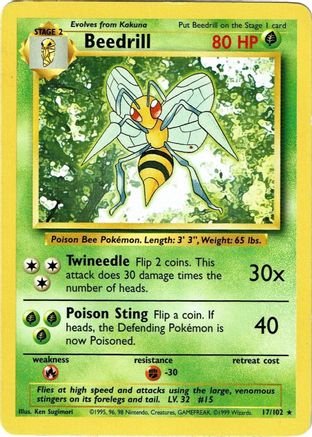 Evolves from Kakuna
Put Beedrill on the Stage 1 card
STAGE 2
Beedrill 80 HP
Poison Bee Pokémon. Length: 3' 3", Weight: 65 lbs.
Twineedle Flip 2 coins. This
attack does 30 damage times the
number of heads.
30x
Poison Sting Flip a coin. If
heads, the Defending Pokémon is
now Poisoned.
40
weakness resistance retreat cost
-30
Flies at high speed and attacks using the large, venomous
stingers on its forelegs and tail. LV. 32 #15
Illus. Ken Sugimori ©1995, 96, 98 Nintendo, Creatures, GAMEFREAK. ©1999 Wizards. 17/102 ★